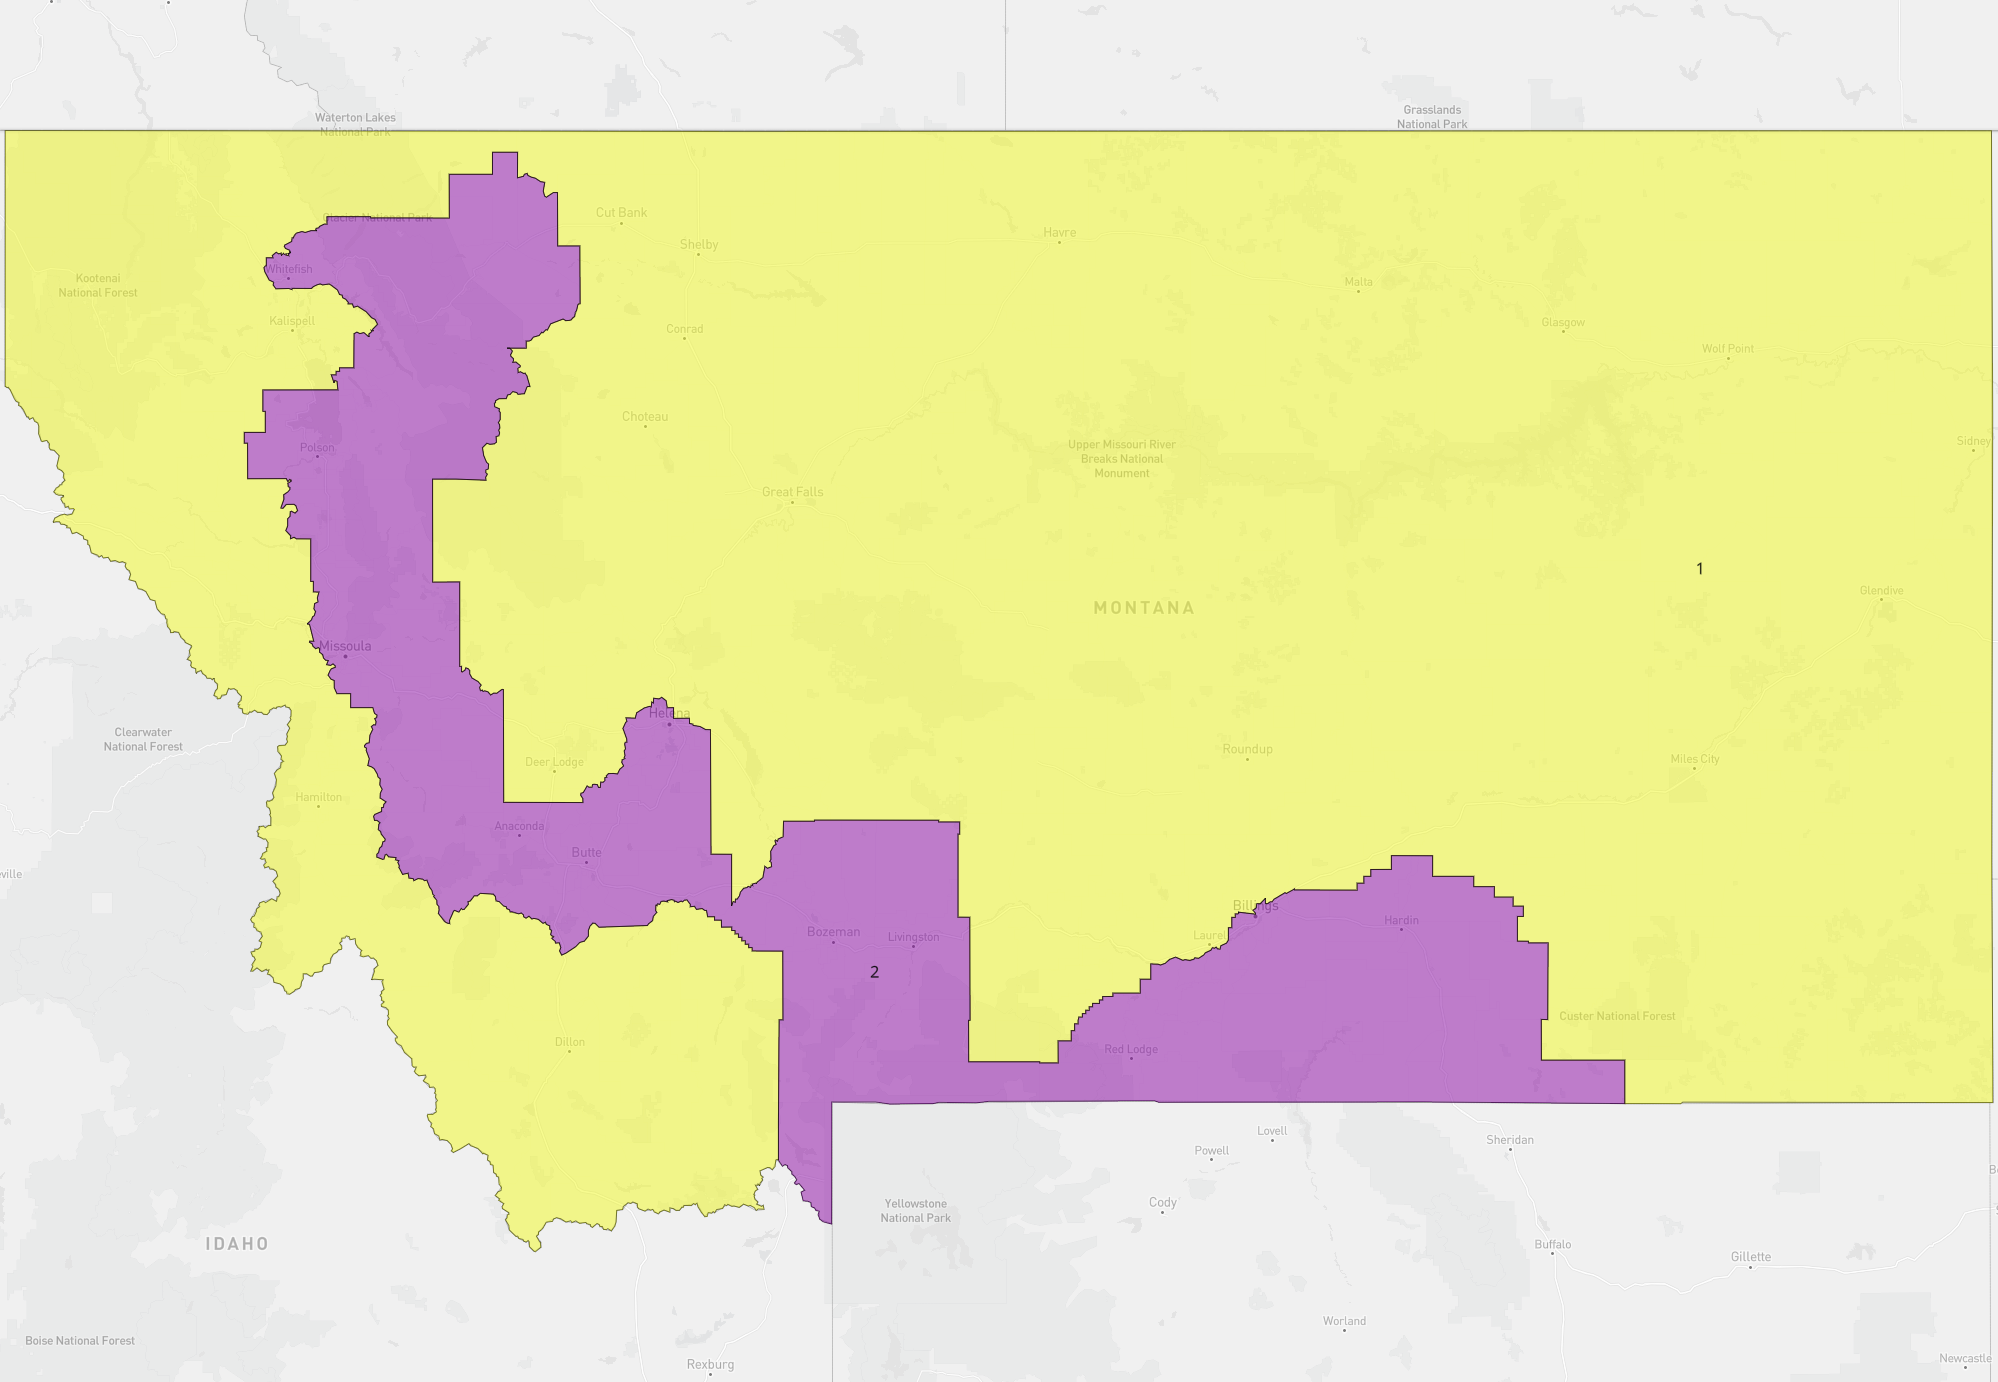 Waterton Lakes
National Park
Grasslands
National Park
Glacier National Park
Cut Bank
Shelby
Havre
Whitefish
Kootenai
National Forest
Malta
Kalispell
Conrad
Glasgow
Wolf Point
Choteau
Polson
Upper Missouri River
Breaks National
Monument
Sidney
Great Falls
1
Glendive
MONTANA
Missoula
Helena
Clearwater
National Forest
Roundup
Deer Lodge
Miles City
Hamilton
Anaconda
Butte
eville
Billings
Hardin
Bozeman
Livingston
Laurel
2
Custer National Forest
Dillon
Red Lodge
Lovell
Sheridan
Powell
Cody
Yellowstone
National Park
IDAHO
Buffalo
Gillette
Worland
Boise National Forest
Rexburg
Newcastle